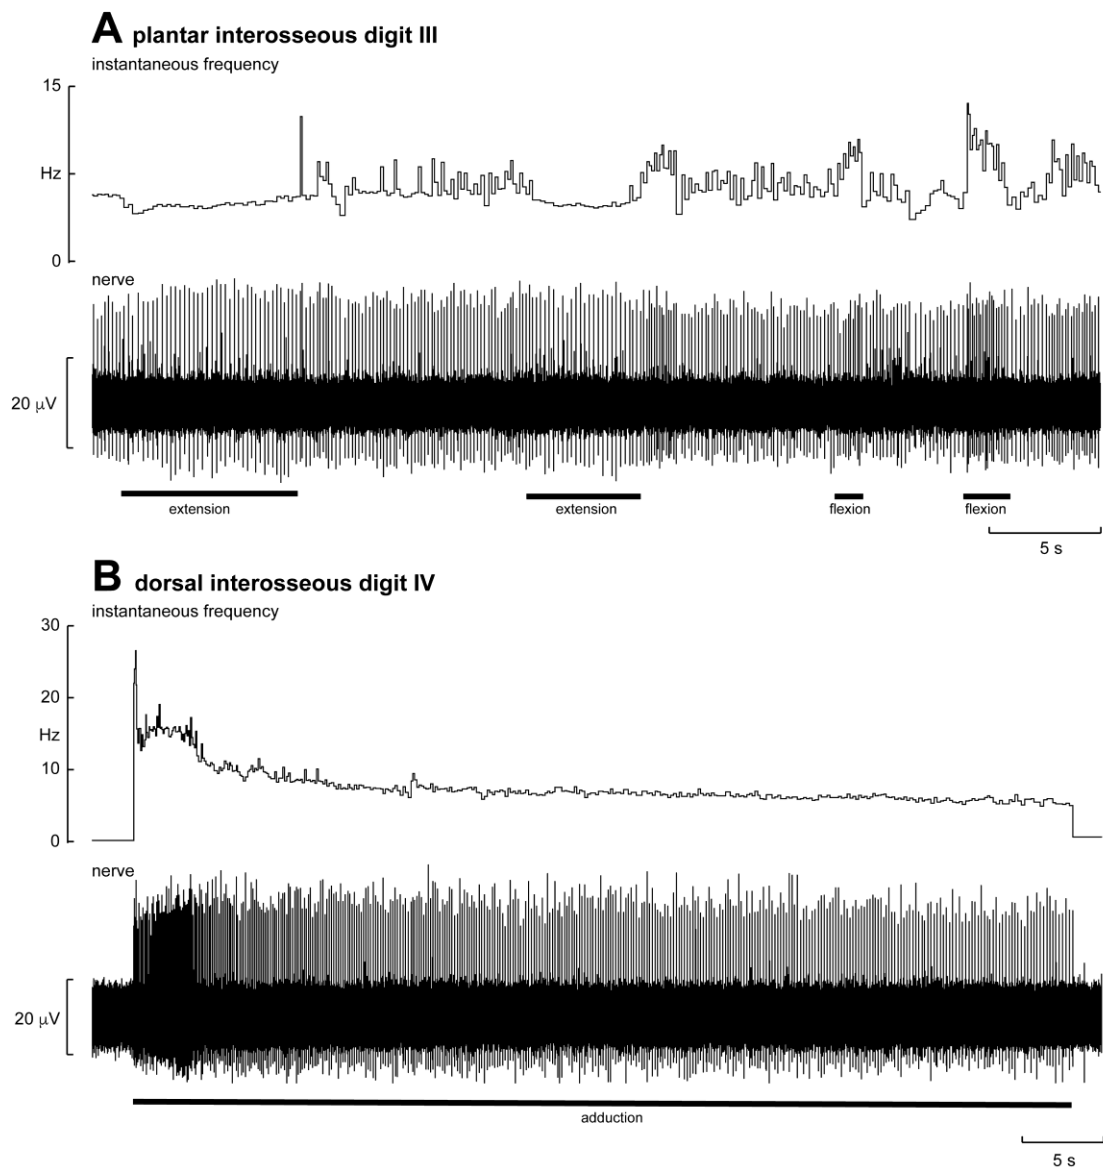 A plantar interosseous digit III
instantaneous frequency
15
Hz
0
nerve
20 μV
extension
extension
flexion
flexion
5 s
B dorsal interosseous digit IV
instantaneous frequency
30
20
Hz
10
0
nerve
20 μV
adduction
5 s